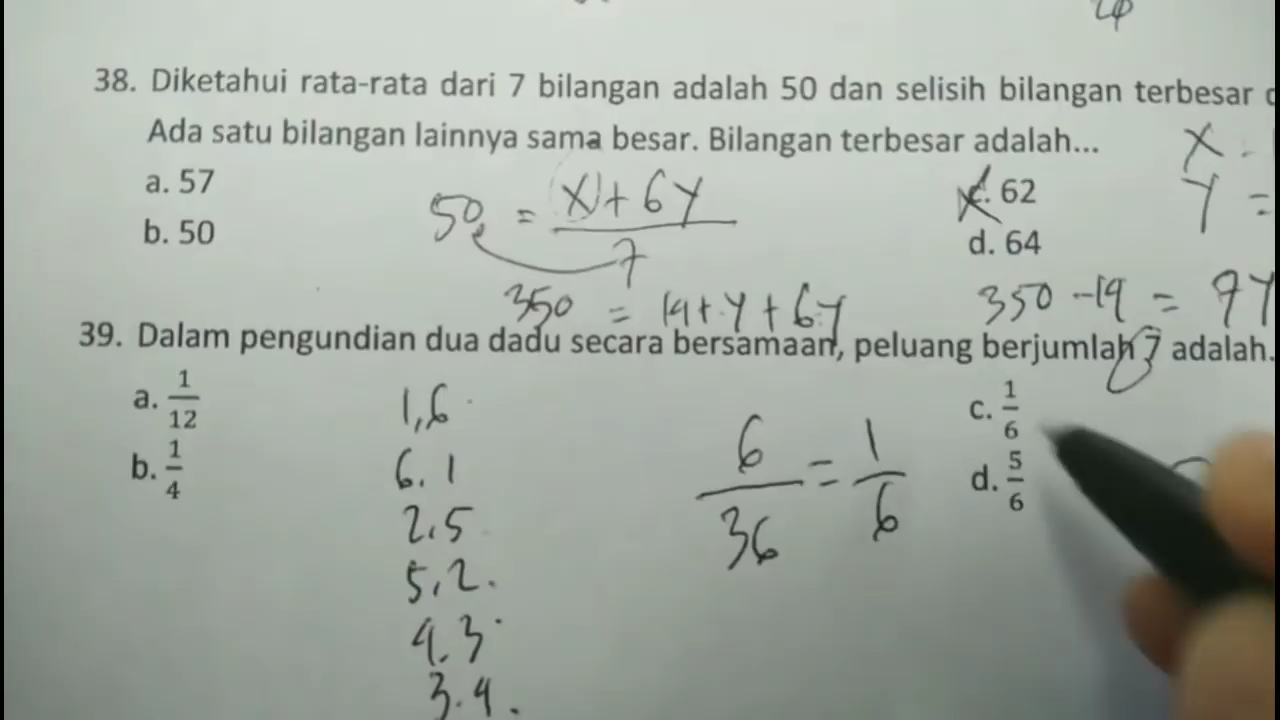 38. Diketahui rata-rata dari 7 bilangan adalah 50 dan selisih bilangan terbesar
Ada satu bilangan lainnya sama besar. Bilangan terbesar adalah...
x -
y =
a. 57
c. 62
b. 50
d. 64
50 = x + 6y
7
350 = 14 + y + 6y
350 - 14 = 7y
39. Dalam pengundian dua dadu secara bersamaan, peluang berjumlah 7 adalah.
a. 1/12
c. 1/6
b. 1/4
d. 5/6
1,6
6.1
2,5
5,2.
4.3
3.4.
6/36 = 1/6